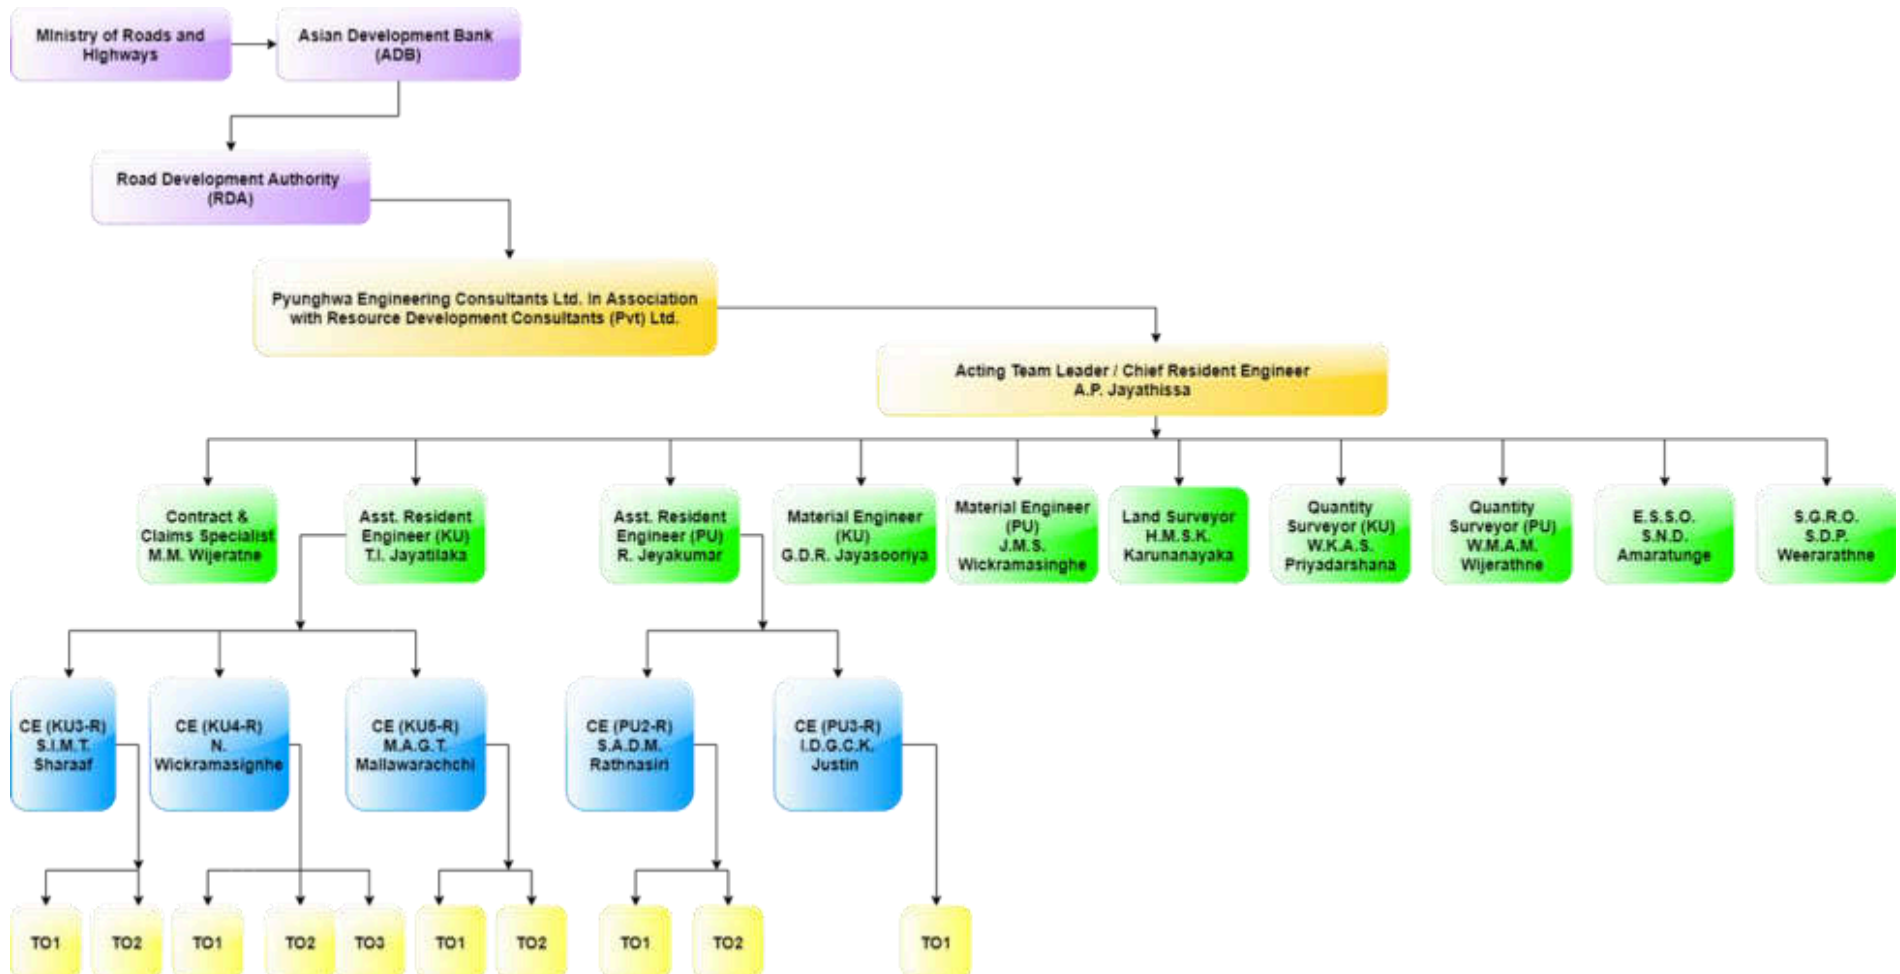 Ministry of Roads and
Highways
Asian Development Bank
(ADB)
Road Development Authority
(RDA)
Pyunghwa Engineering Consultants Ltd. In Association
with Resource Development Consultants (Pvt) Ltd.
Acting Team Leader / Chief Resident Engineer
A.P. Jayathissa
Contract &
Claims Specialist
M.M. Wijeratne
Asst. Resident
Engineer (KU)
T.I. Jayatilaka
Asst. Resident
Engineer (PU)
R. Jeyakumar
Material Engineer
(KU)
G.D.R. Jayasooriya
Material Engineer
(PU)
J.M.S.
Wickramasinghe
Land Surveyor
H.M.S.K.
Karunanayaka
Quantity
Surveyor (KU)
W.K.A.S.
Priyadarshana
Quantity
Surveyor (PU)
W.M.A.M.
Wijerathne
E.S.S.O.
S.N.D.
Amaratunge
S.G.R.O.
S.D.P.
Weerarathne
CE (KU3-R)
S.I.M.T.
Sharaaf
CE (KU4-R)
N.
Wickramasignhe
CE (KU5-R)
M.A.G.T.
Mallawarachchi
CE (PU2-R)
S.A.D.M.
Rathnasiri
CE (PU3-R)
I.D.G.C.K.
Justin
TO1
TO2
TO1
TO2
TO3
TO1
TO2
TO1
TO2
TO1